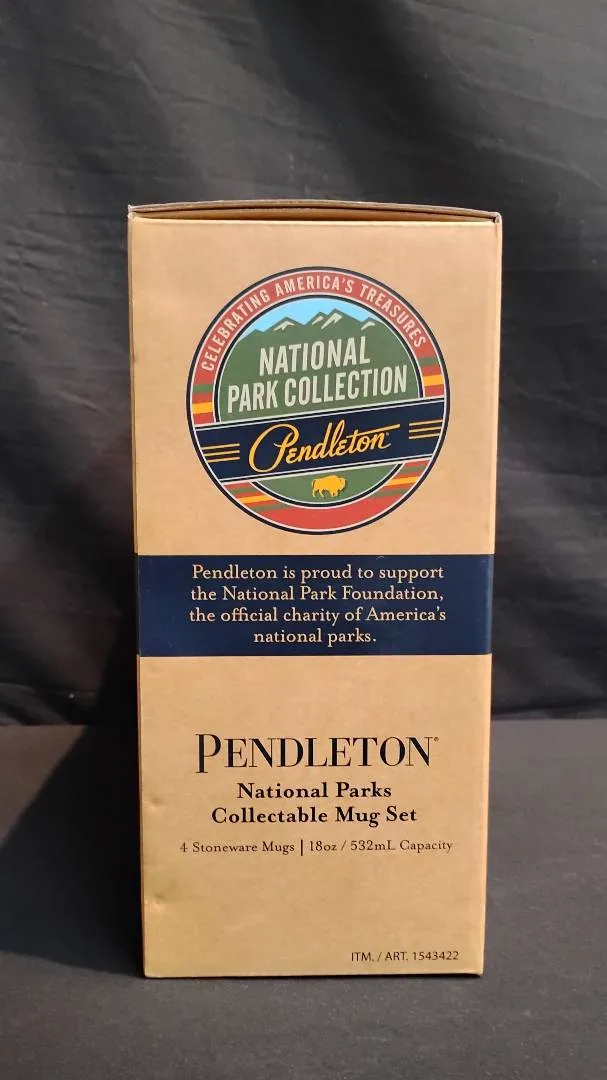 CELEBRATING AMERICA'S TREASURES
NATIONAL
PARK COLLECTION
Pendleton®
Pendleton is proud to support
the National Park Foundation,
the official charity of America's
national parks.
PENDLETON®
National Parks
Collectable Mug Set
4 Stoneware Mugs | 18oz / 532mL Capacity
ITM. / ART. 1543422